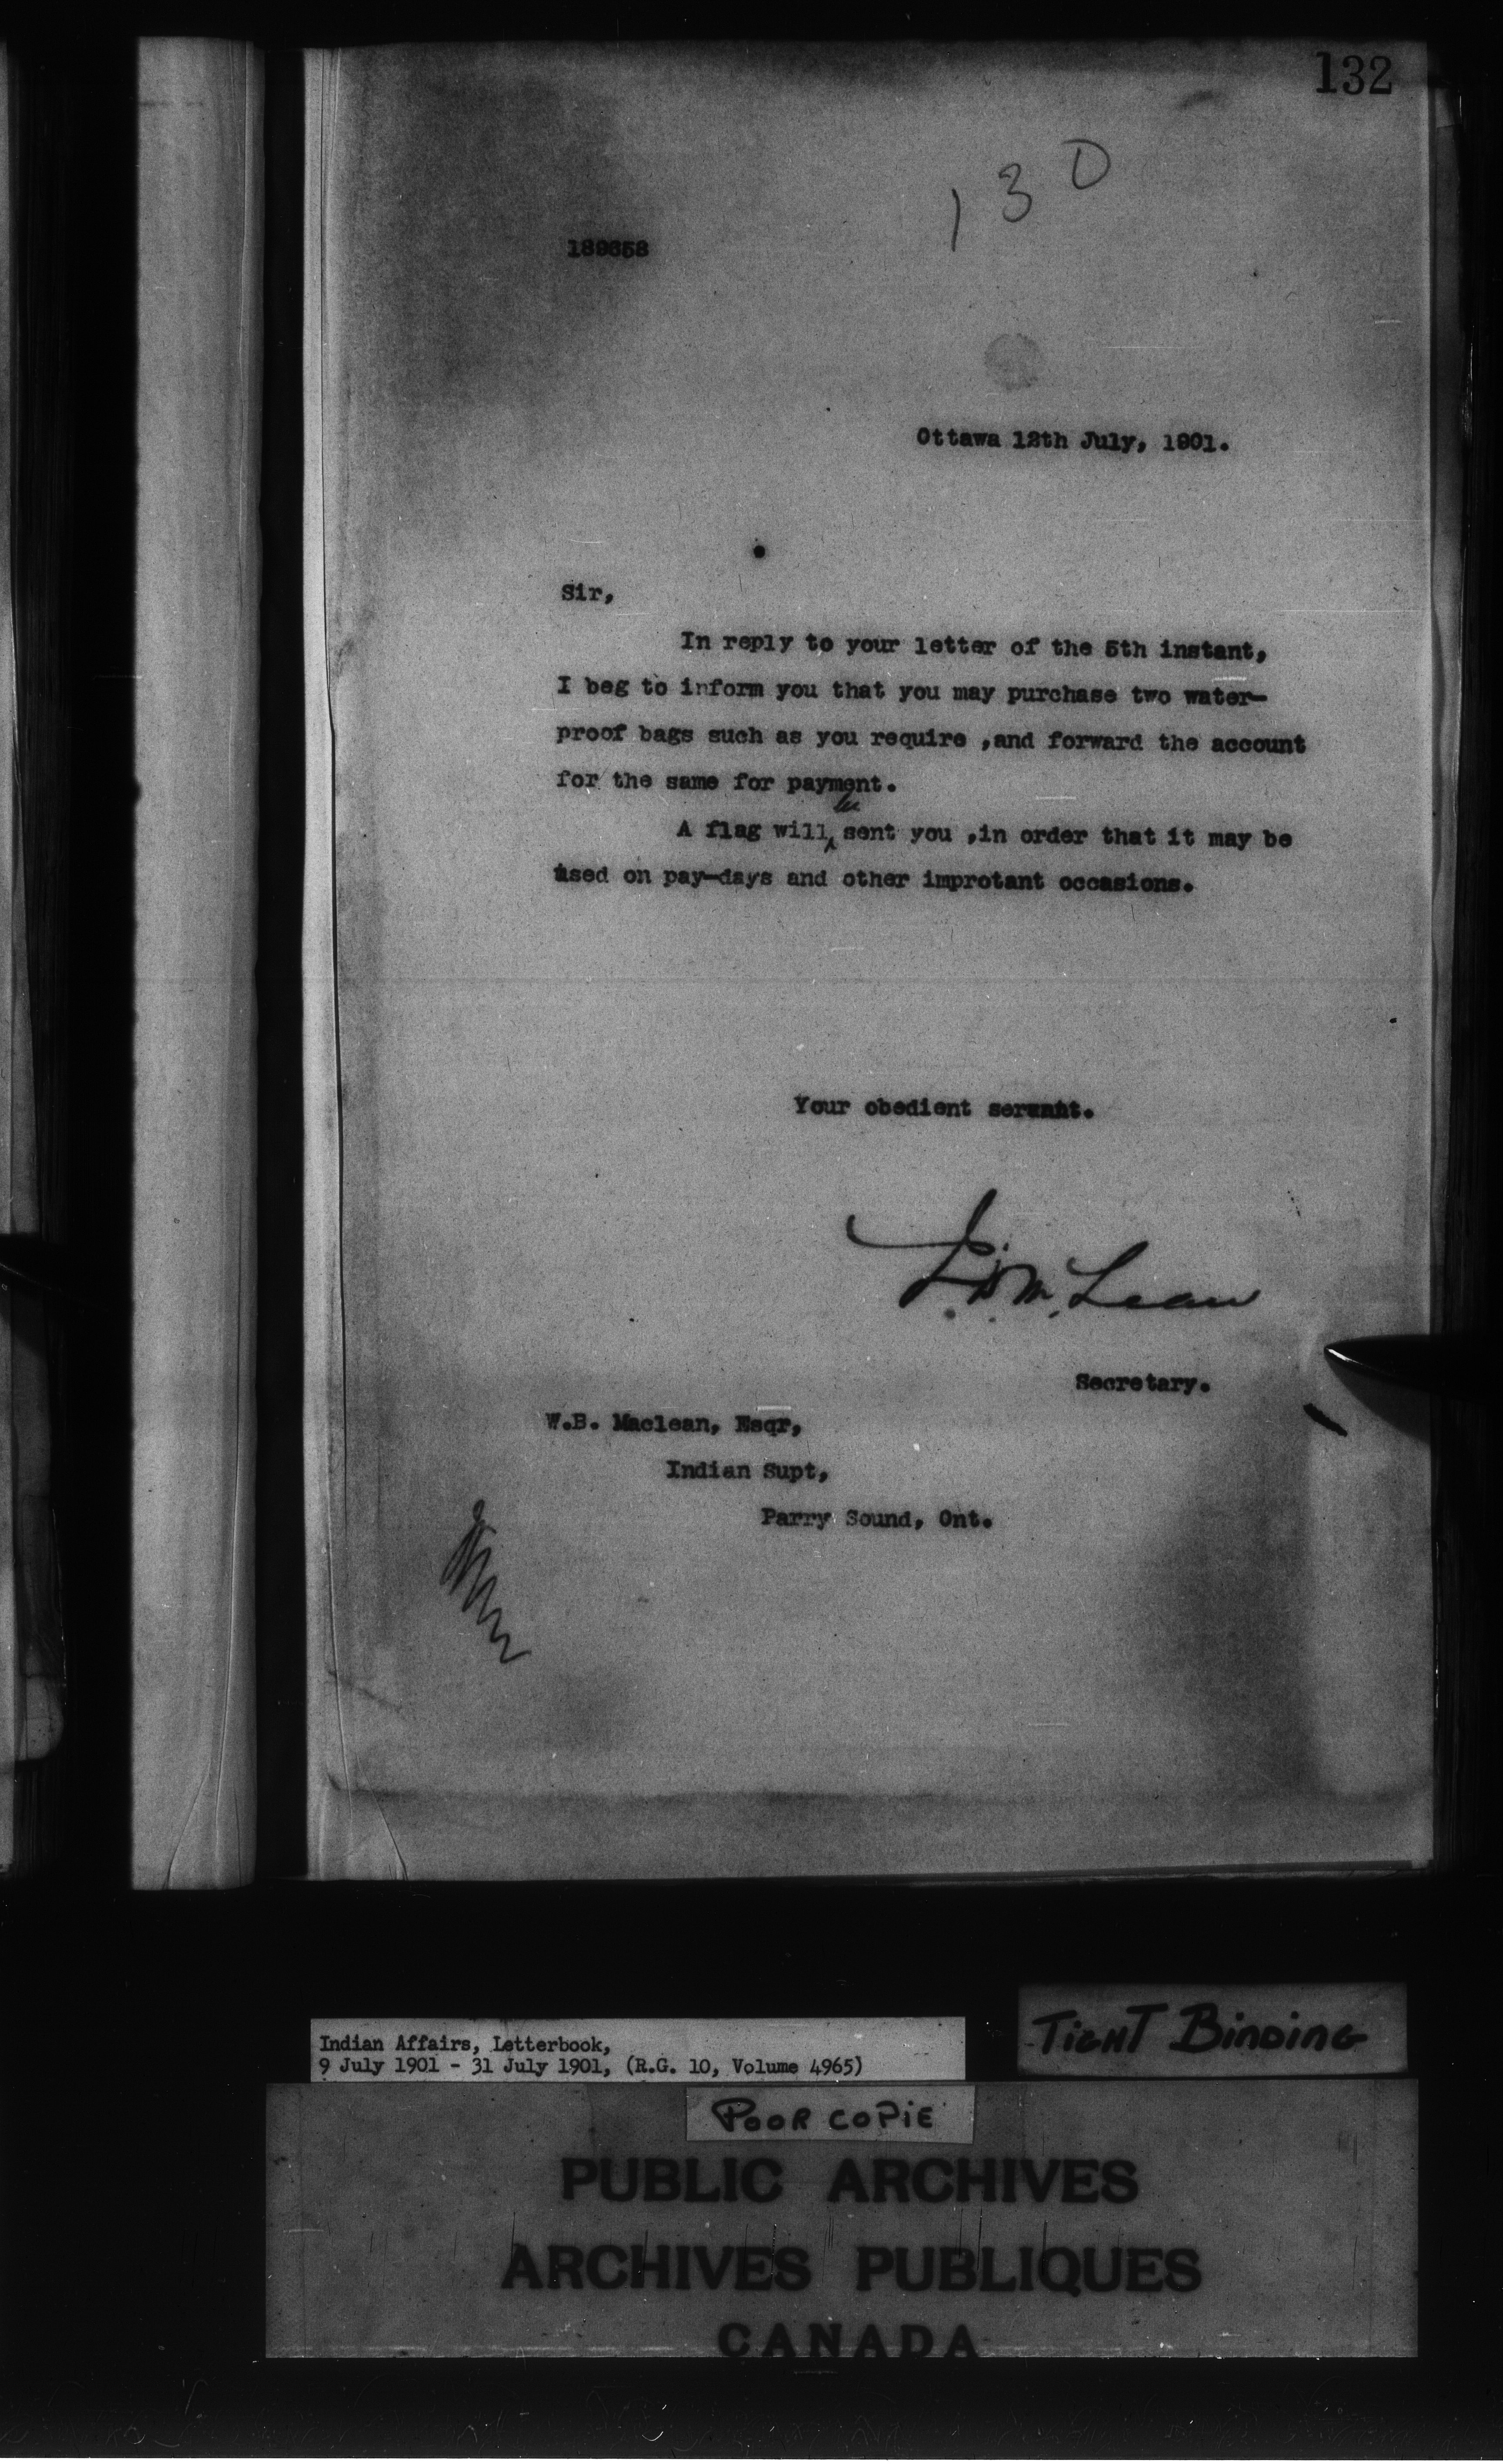 132
130
189658
Ottawa 12th July, 1901.
Sir,
In reply to your letter of the 5th instant,
I beg to inform you that you may purchase two water-
proof bags such as you require ,and forward the account
for the same for payment.
A flag will be sent you ,in order that it may be
used on pay-days and other improtant occasions.
Your obedient servant.
J.D. McLean
Secretary.
W.B. Maclean, Esqr,
Indian Supt,
Parry Sound, Ont.
Indian Affairs, Letterbook,
9 July 1901 - 31 July 1901, (R.G. 10, Volume 4965)
TIGHT BINDING
POOR COPIE
PUBLIC ARCHIVES
ARCHIVES PUBLIQUES
CANADA